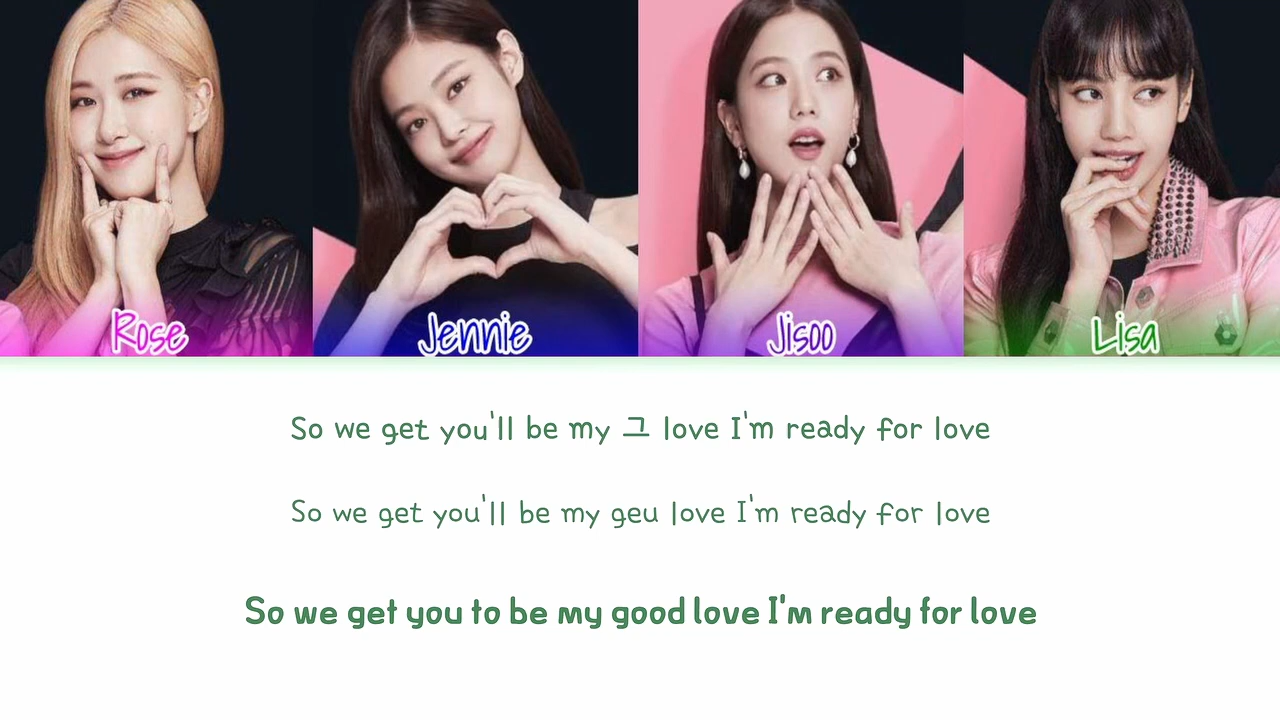 Rose
Jennie
Jisoo
Lisa
So we get you'll be my 그 love I'm ready for love
So we get you'll be my geu love I'm ready for love
So we get you to be my good love I'm ready for love